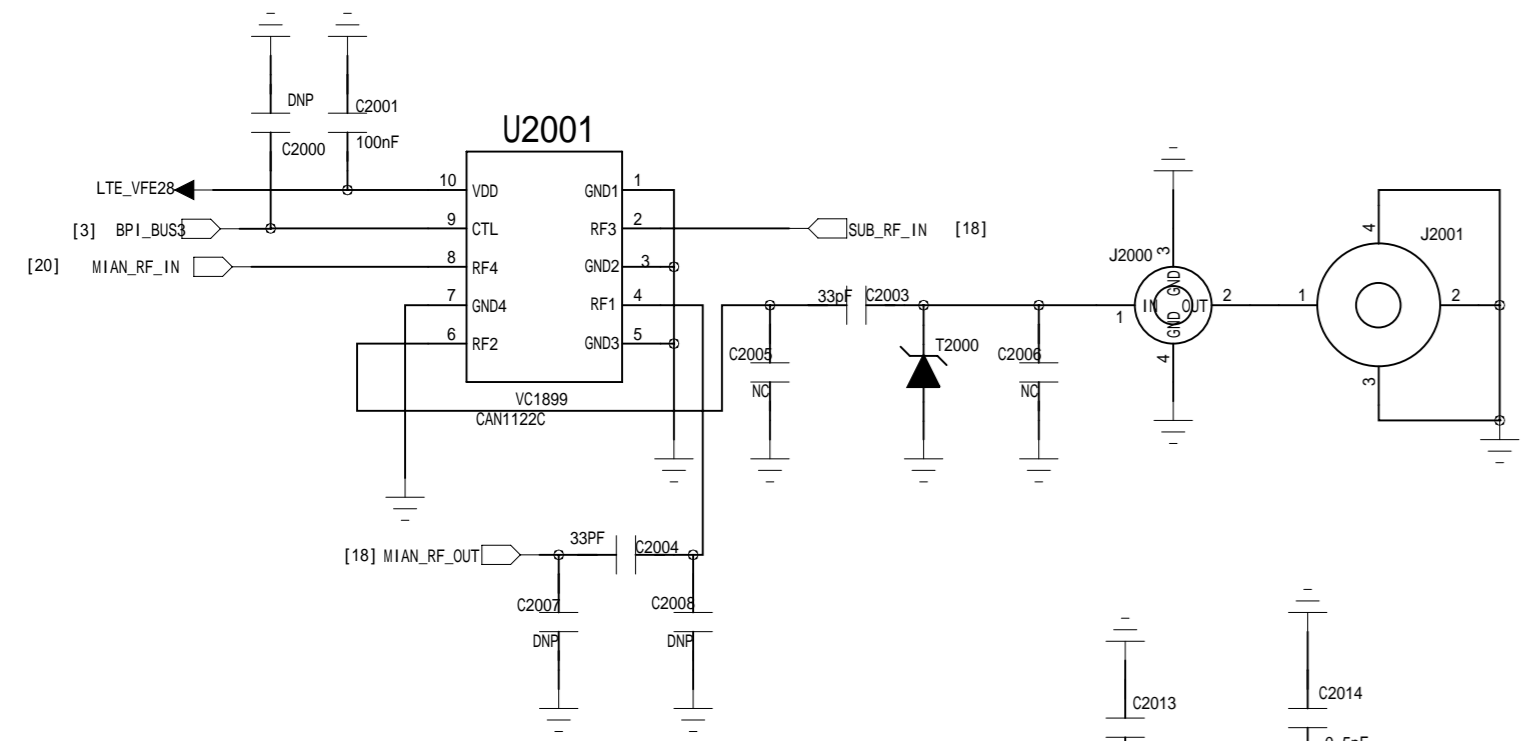 DNP
C2001
C2000
100nF
U2001
LTE_VFE28
10
VDD
GND1
1
[3] BPI_BUS3
9
CTL
RF3
2
SUB_RF_IN [18]
[20] MIAN_RF_IN
8
RF4
GND2
3
7
GND4
RF1
4
6
RF2
GND3
5
VC1899
CAN1122C
33pF
C2003
C2005
NC
T2000
C2006
NC
J2000
3
GND
IN
OUT
GND
1
2
4
J2001
4
1
2
3
[18] MIAN_RF_OUT
33PF
C2004
C2007
DNP
C2008
DNP
C2013
C2014